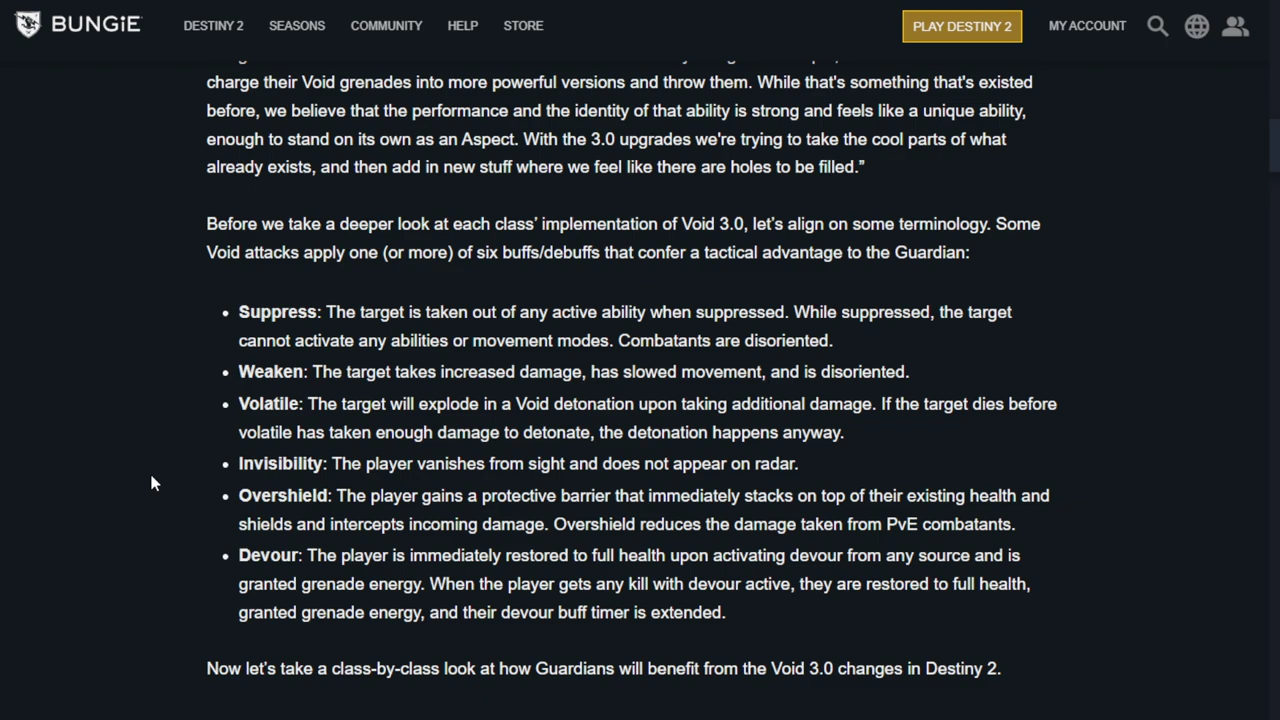 BUNGiE
DESTINY 2 SEASONS COMMUNITY HELP STORE PLAY DESTINY 2 MY ACCOUNT
charge their Void grenades into more powerful versions and throw them. While that's something that's existed
before, we believe that the performance and the identity of that ability is strong and feels like a unique ability,
enough to stand on its own as an Aspect. With the 3.0 upgrades we're trying to take the cool parts of what
already exists, and then add in new stuff where we feel like there are holes to be filled.”
Before we take a deeper look at each class’ implementation of Void 3.0, let’s align on some terminology. Some
Void attacks apply one (or more) of six buffs/debuffs that confer a tactical advantage to the Guardian:
• Suppress: The target is taken out of any active ability when suppressed. While suppressed, the target
cannot activate any abilities or movement modes. Combatants are disoriented.
• Weaken: The target takes increased damage, has slowed movement, and is disoriented.
• Volatile: The target will explode in a Void detonation upon taking additional damage. If the target dies before
volatile has taken enough damage to detonate, the detonation happens anyway.
• Invisibility: The player vanishes from sight and does not appear on radar.
• Overshield: The player gains a protective barrier that immediately stacks on top of their existing health and
shields and intercepts incoming damage. Overshield reduces the damage taken from PvE combatants.
• Devour: The player is immediately restored to full health upon activating devour from any source and is
granted grenade energy. When the player gets any kill with devour active, they are restored to full health,
granted grenade energy, and their devour buff timer is extended.
Now let’s take a class-by-class look at how Guardians will benefit from the Void 3.0 changes in Destiny 2.